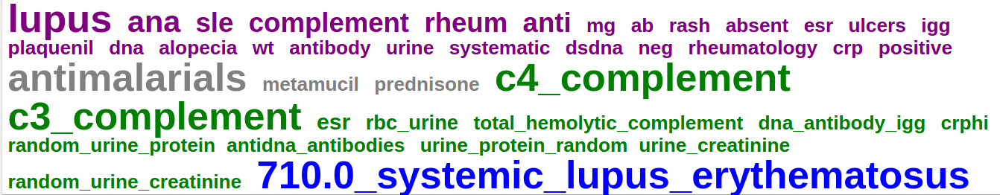 lupus ana sle complement rheum anti mg ab rash absent esr ulcers igg
plaquenil dna alopecia wt antibody urine systematic dsdna neg rheumatology crp positive
antimalarials metamucil prednisone c4_complement
c3_complement esr rbc_urine total_hemolytic_complement dna_antibody_igg crphi
random_urine_protein antidna_antibodies urine_protein_random urine_creatinine
random_urine_creatinine 710.0_systemic_lupus_erythematosus